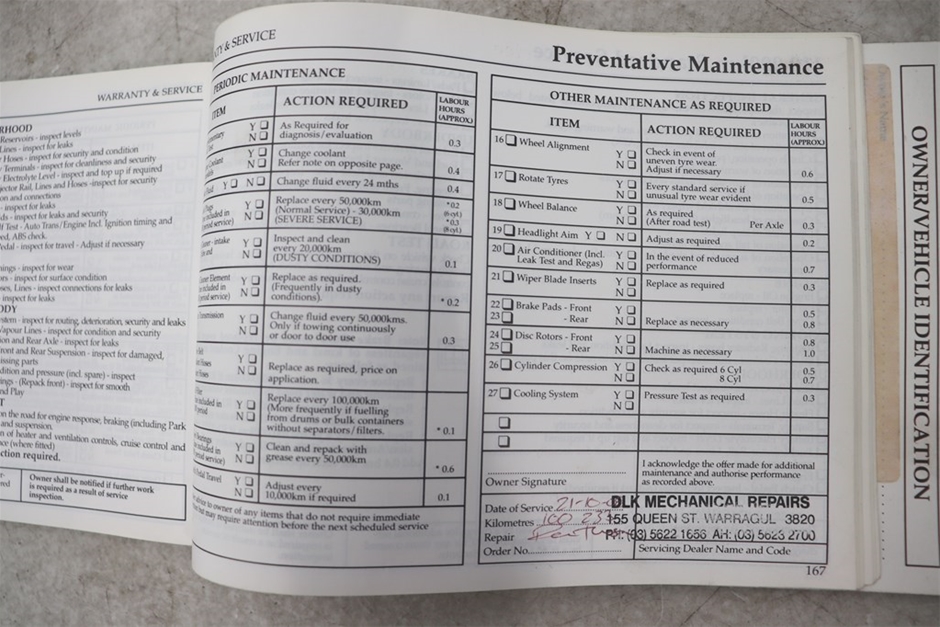 WARRANTY & SERVICE
Reservoirs - inspect levels
Lines - inspect for leaks
Hoses - inspect for security and condition
Terminals - inspect for cleanliness and security
Electrolyte Level - inspect and top up if required
Rail, Lines and Hoses - inspect for security
and connections
- inspect for leaks
- inspect for leaks and security
Test - Auto Trans/Engine Incl. Ignition timing and
ABS check.
- inspect for travel - Adjust if necessary
- inspect for wear
- inspect for surface condition
Lines - inspect connections for leaks
inspect for leaks
- inspect for routing, deterioration, security and leaks
Vapour Lines - inspect for condition and security
and Rear Axle - inspect for leaks
and Rear Suspension - inspect for damaged,
parts
and pressure (incl. spare) - inspect
(Repack front) - inspect for smooth
and Play
on the road for engine response, braking (including Park
and suspension.
of heater and ventilation controls, cruise control and
(where fitted)
required.
Owner shall be notified if further work
is required as a result of service
inspection.
& SERVICE
Preventative Maintenance
PERIODIC MAINTENANCE
ITEM ACTION REQUIRED LABOUR HOURS (APPROX)
Y N As Required for
diagnosis/evaluation 0.3
Y N Change coolant
Refer note on opposite page. 0.4
Y N Change fluid every 24 mths 0.4
Y N Replace every 50,000km *0.2
(Normal Service) - 30,000km (6cyl.)
(SEVERE SERVICE) *0.3 (8cyl.)
Y N Inspect and clean
every 20,000km
(DUSTY CONDITIONS) 0.1
Element Y N Replace as required.
(Frequently in dusty
conditions). * 0.2
Y N Change fluid every 50,000kms.
Only if towing continuously
or door to door use 0.3
Y N Replace as required, price on
application.
Y N Replace every 100,000km
(More frequently if fuelling
from drums or bulk containers
without separators/filters. * 0.1
Y N Clean and repack with
grease every 50,000km * 0.6
Travel Y N Adjust every
10,000km if required 0.1
to owner of any items that do not require immediate
but may require attention before the next scheduled service
OTHER MAINTENANCE AS REQUIRED
ITEM ACTION REQUIRED LABOUR HOURS (APPROX)
16 Wheel Alignment Y N Check in event of
uneven tyre wear.
Adjust if necessary 0.6
17 Rotate Tyres Y N Every standard service if
unusual tyre wear evident 0.5
18 Wheel Balance Y N As required
(After road test) Per Axle 0.3
19 Headlight Aim Y N Adjust as required 0.2
20 Air Conditioner (Incl. Y In the event of reduced
Leak Test and Regas) N performance 0.7
21 Wiper Blade Inserts Y N Replace as required 0.3
22 Brake Pads - Front Y 0.5
23 - Rear N Replace as necessary 0.8
24 Disc Rotors - Front Y 0.8
25 - Rear N Machine as necessary 1.0
26 Cylinder Compression Y Check as required 6 Cyl 0.5
N 8 Cyl 0.7
27 Cooling System Y N Pressure Test as required 0.3
Owner Signature
I acknowledge the offer made for additional
maintenance and authorise performance
as recorded above.
Date of Service 21-10-
Kilometres
Repair
Order No.
DLK MECHANICAL REPAIRS
155 QUEEN ST. WARRAGUL 3820
PH: (03) 5622 1656 AH: (03) 5623 2700
Servicing Dealer Name and Code
167
OWNER/VEHICLE IDENTIFICATION